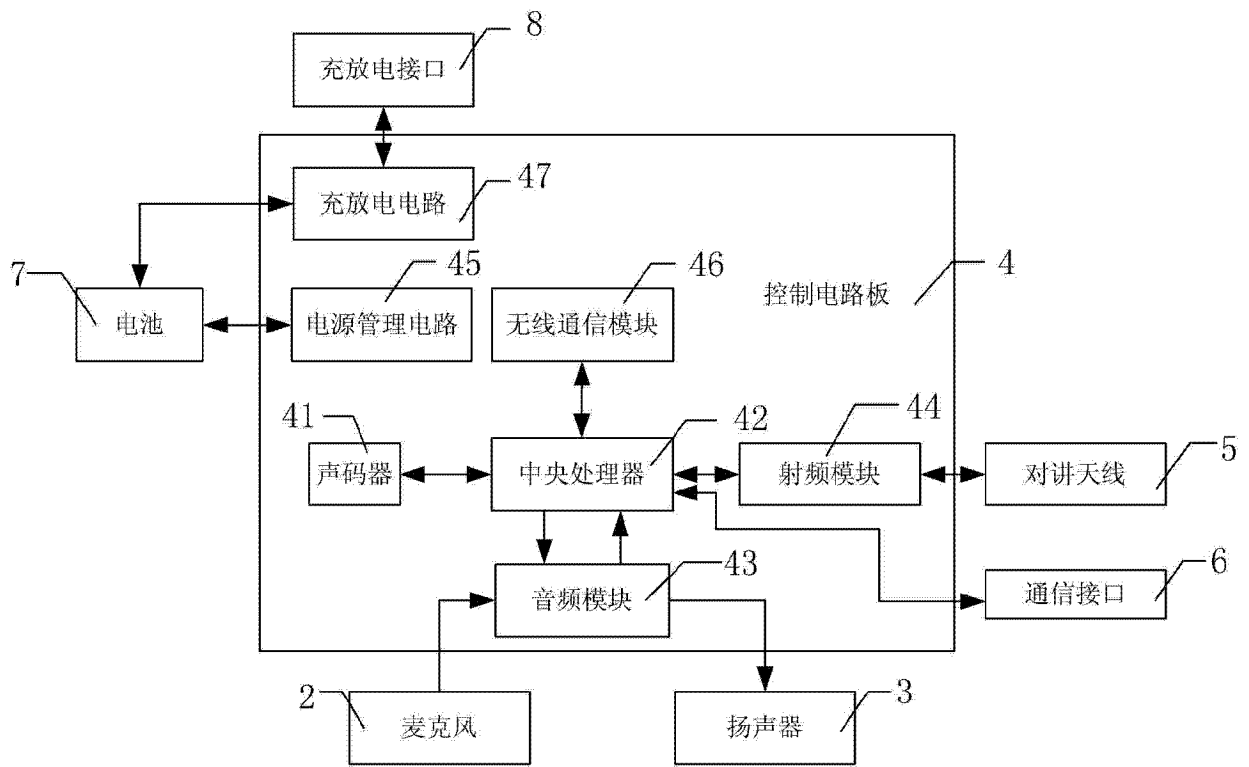 8
充放电接口
47
充放电电路
7
45
46
控制电路板
4
电池
电源管理电路
无线通信模块
41
42
44
声码器
中央处理器
射频模块
对讲天线
5
音频模块
43
通信接口
6
2
麦克风
扬声器
3